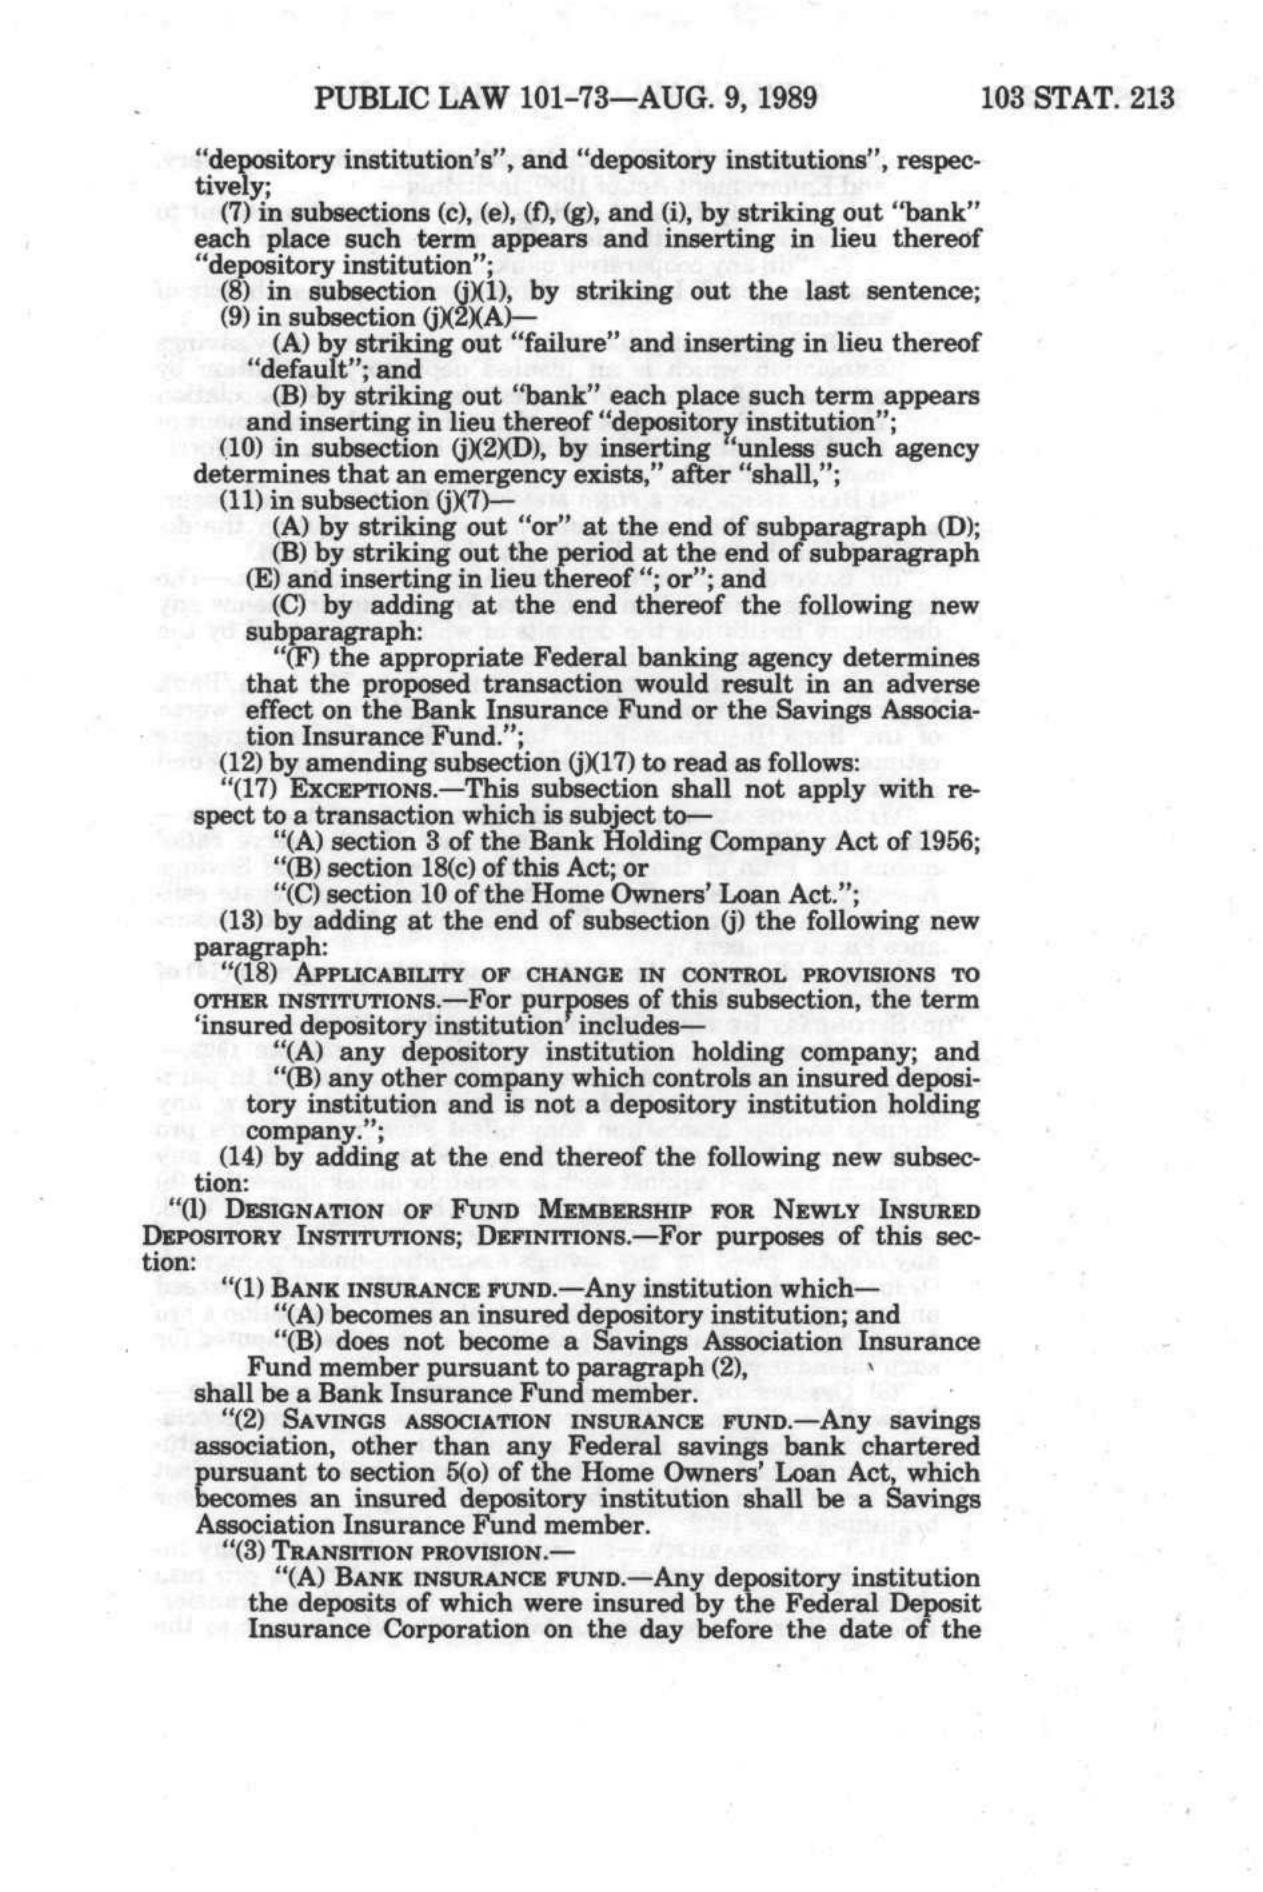 PUBLIC LAW 101-73—AUG. 9, 1989 103 STAT. 213
"depository institution's", and "depository institutions", respec-
tively;
(7) in subsections (c), (e), (f), (g), and (i), by striking out "bank"
each place such term appears and inserting in lieu thereof
"depository institution";
(8) in subsection (j)(1), by striking out the last sentence;
(9) in subsection (j)(2)(A)—
(A) by striking out "failure" and inserting in lieu thereof
"default"; and
(B) by striking out "bank" each place such term appears
and inserting in lieu thereof "depository institution";
(10) in subsection (j)(2)(D), by inserting "unless such agency
determines that an emergency exists," after "shall,";
(11) in subsection (j)(7)—
(A) by striking out "or" at the end of subparagraph (D);
(B) by striking out the period at the end of subparagraph
(E) and inserting in lieu thereof "; or"; and
(C) by adding at the end thereof the following new
subparagraph:
"(F) the appropriate Federal banking agency determines
that the proposed transaction would result in an adverse
effect on the Bank Insurance Fund or the Savings Associa-
tion Insurance Fund.";
(12) by amending subsection (j)(17) to read as follows:
"(17) EXCEPTIONS.—This subsection shall not apply with re-
spect to a transaction which is subject to—
"(A) section 3 of the Bank Holding Company Act of 1956;
"(B) section 18(c) of this Act; or
"(C) section 10 of the Home Owners' Loan Act.";
(13) by adding at the end of subsection (j) the following new
paragraph:
"(18) APPLICABILITY OF CHANGE IN CONTROL PROVISIONS TO
OTHER INSTITUTIONS.—For purposes of this subsection, the term
'insured depository institution' includes—
"(A) any depository institution holding company; and
"(B) any other company which controls an insured deposi-
tory institution and is not a depository institution holding
company.";
(14) by adding at the end thereof the following new subsec-
tion:
"(l) DESIGNATION OF FUND MEMBERSHIP FOR NEWLY INSURED
DEPOSITORY INSTITUTIONS; DEFINITIONS.—For purposes of this sec-
tion:
"(1) BANK INSURANCE FUND.—Any institution which—
"(A) becomes an insured depository institution; and
"(B) does not become a Savings Association Insurance
Fund member pursuant to paragraph (2),
shall be a Bank Insurance Fund member.
"(2) SAVINGS ASSOCIATION INSURANCE FUND.—Any savings
association, other than any Federal savings bank chartered
pursuant to section 5(o) of the Home Owners' Loan Act, which
becomes an insured depository institution shall be a Savings
Association Insurance Fund member.
"(3) TRANSITION PROVISION.—
"(A) BANK INSURANCE FUND.—Any depository institution
the deposits of which were insured by the Federal Deposit
Insurance Corporation on the day before the date of the